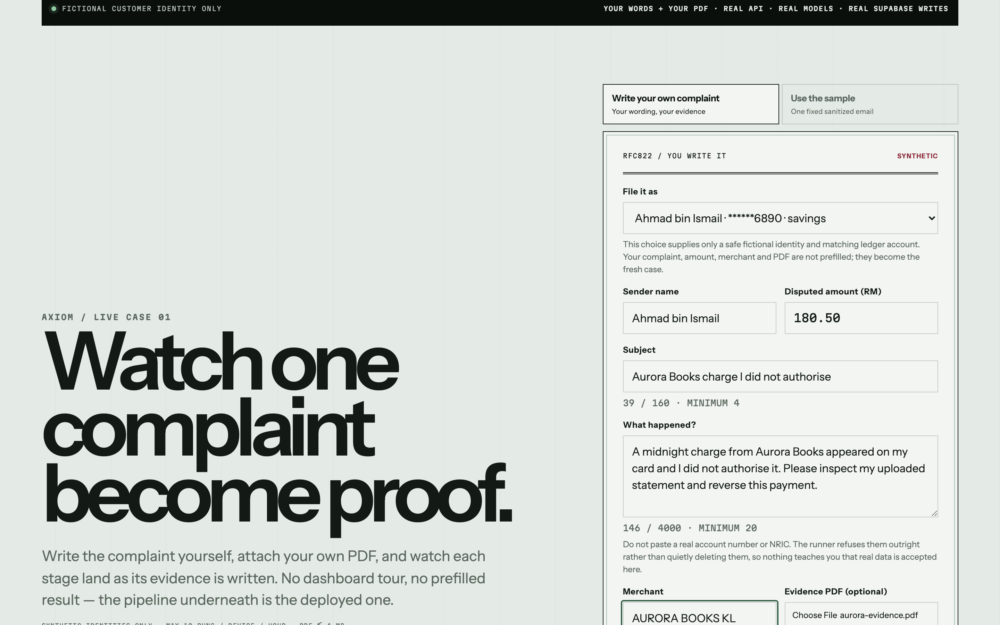 FICTIONAL CUSTOMER IDENTITY ONLY
YOUR WORDS + YOUR PDF · REAL API · REAL MODELS · REAL SUPABASE WRITES
AXIOM / LIVE CASE 01
Watch one
complaint
become proof.
Write the complaint yourself, attach your own PDF, and watch each
stage land as its evidence is written. No dashboard tour, no prefilled
result — the pipeline underneath is the deployed one.
SYNTHETIC IDENTITIES ONLY · MAX 10 RUNS / DEVICE / HOUR · PDF ≤ 4 MB
Write your own complaint
Your wording, your evidence
Use the sample
One fixed sanitized email
RFC822 / YOU WRITE IT
SYNTHETIC
File it as
Ahmad bin Ismail · ******6890 · savings
This choice supplies only a safe fictional identity and matching ledger account.
Your complaint, amount, merchant and PDF are not prefilled; they become the
fresh case.
Sender name
Ahmad bin Ismail
Disputed amount (RM)
180.50
Subject
Aurora Books charge I did not authorise
39 / 160 · MINIMUM 4
What happened?
A midnight charge from Aurora Books appeared on my
card and I did not authorise it. Please inspect my uploaded
statement and reverse this payment.
146 / 4000 · MINIMUM 20
Do not paste a real account number or NRIC. The runner refuses them outright
rather than quietly deleting them, so nothing teaches you that real data is accepted
here.
Merchant
AURORA BOOKS KL
Evidence PDF (optional)
Choose File aurora-evidence.pdf